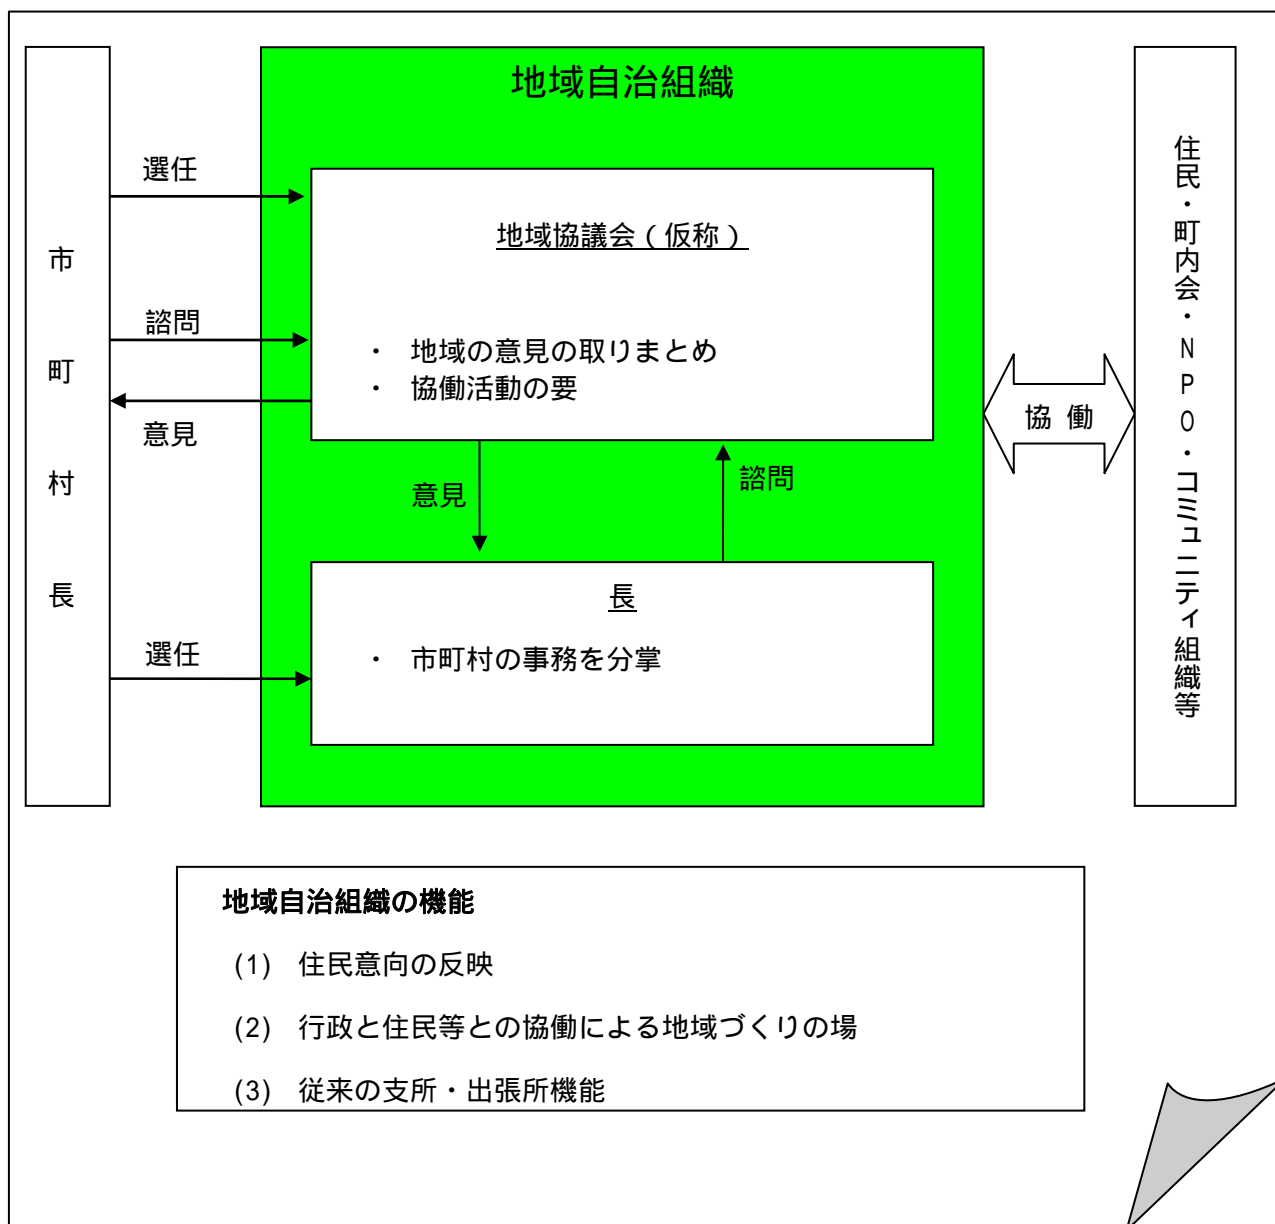 地域自治組織
市町村長
選任
諮問
意見
選任
地域協議会（仮称）
・ 地域の意見の取りまとめ
・ 協働活動の要
意見
諮問
長
・ 市町村の事務を分掌
協 働
住民・町内会・ＮＰＯ・コミュニティ組織等
地域自治組織の機能
(1) 住民意向の反映
(2) 行政と住民等との協働による地域づくりの場
(3) 従来の支所・出張所機能